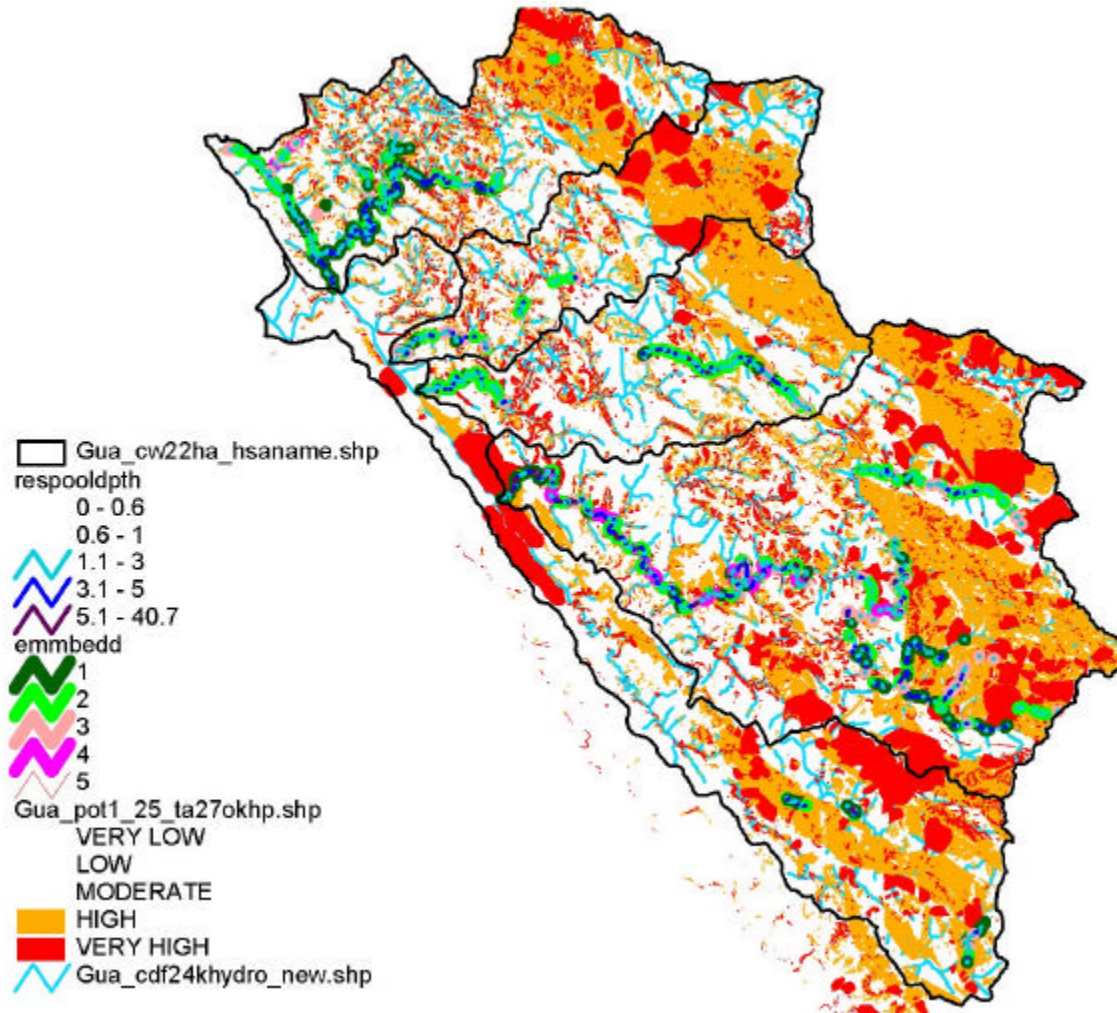 Gua_cw22ha_hsaname.shp
respooldpth
0 - 0.6
0.6 - 1
1.1 - 3
3.1 - 5
5.1 - 40.7
emmbedd
1
2
3
4
5
Gua_pot1_25_ta27okhp.shp
VERY LOW
LOW
MODERATE
HIGH
VERY HIGH
Gua_cdf24khydro_new.shp